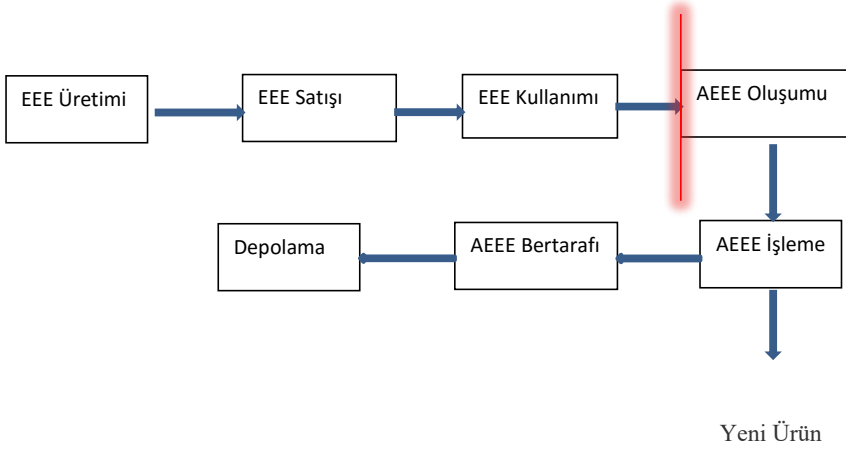 EEE Üretimi
EEE Satışı
EEE Kullanımı
AEEE Oluşumu
Depolama
AEEE Bertarafı
AEEE İşleme
Yeni Ürün